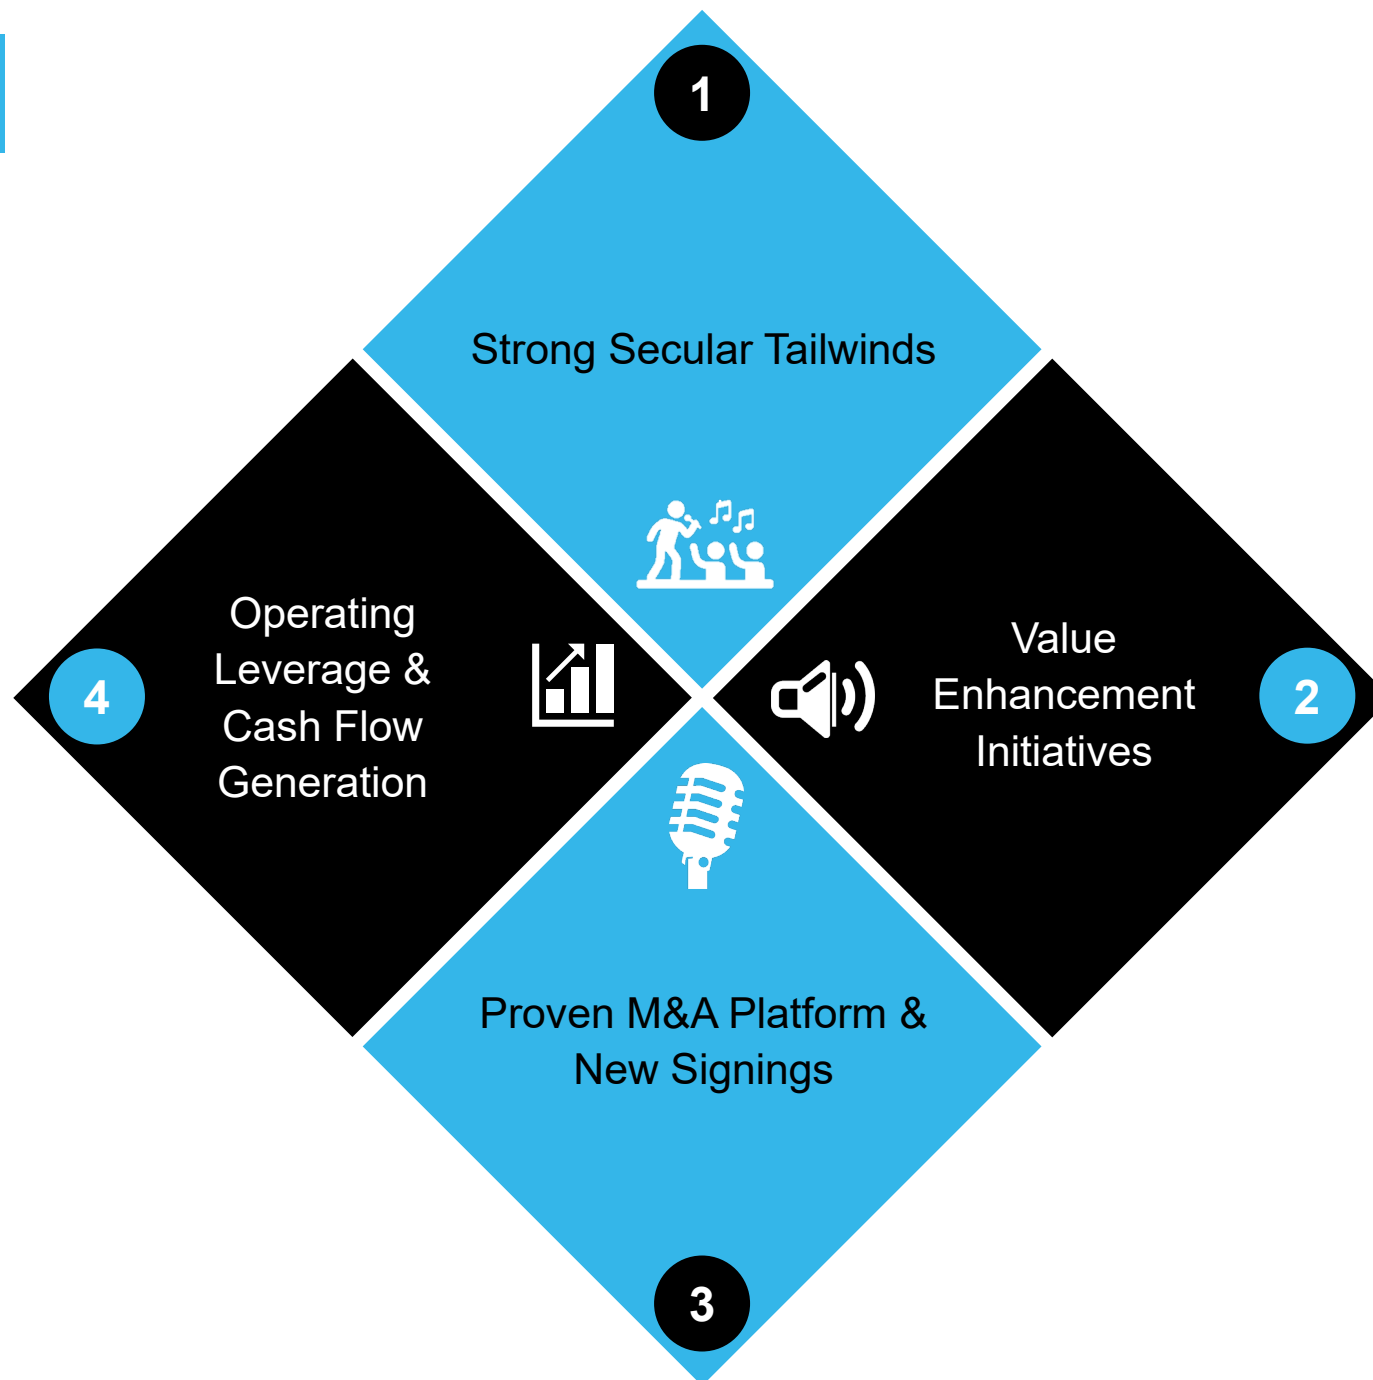 1
Strong Secular Tailwinds
Value
Enhancement
Initiatives
2
Proven M&A Platform &
New Signings
3
Operating
Leverage &
Cash Flow
Generation
4